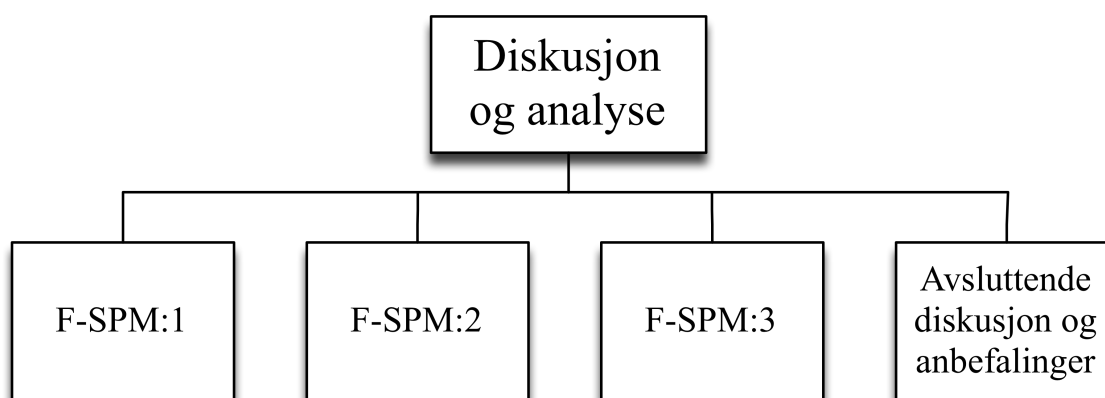 Diskusjon
og analyse
F-SPM:1
F-SPM:2
F-SPM:3
Avsluttende
diskusjon og
anbefalinger